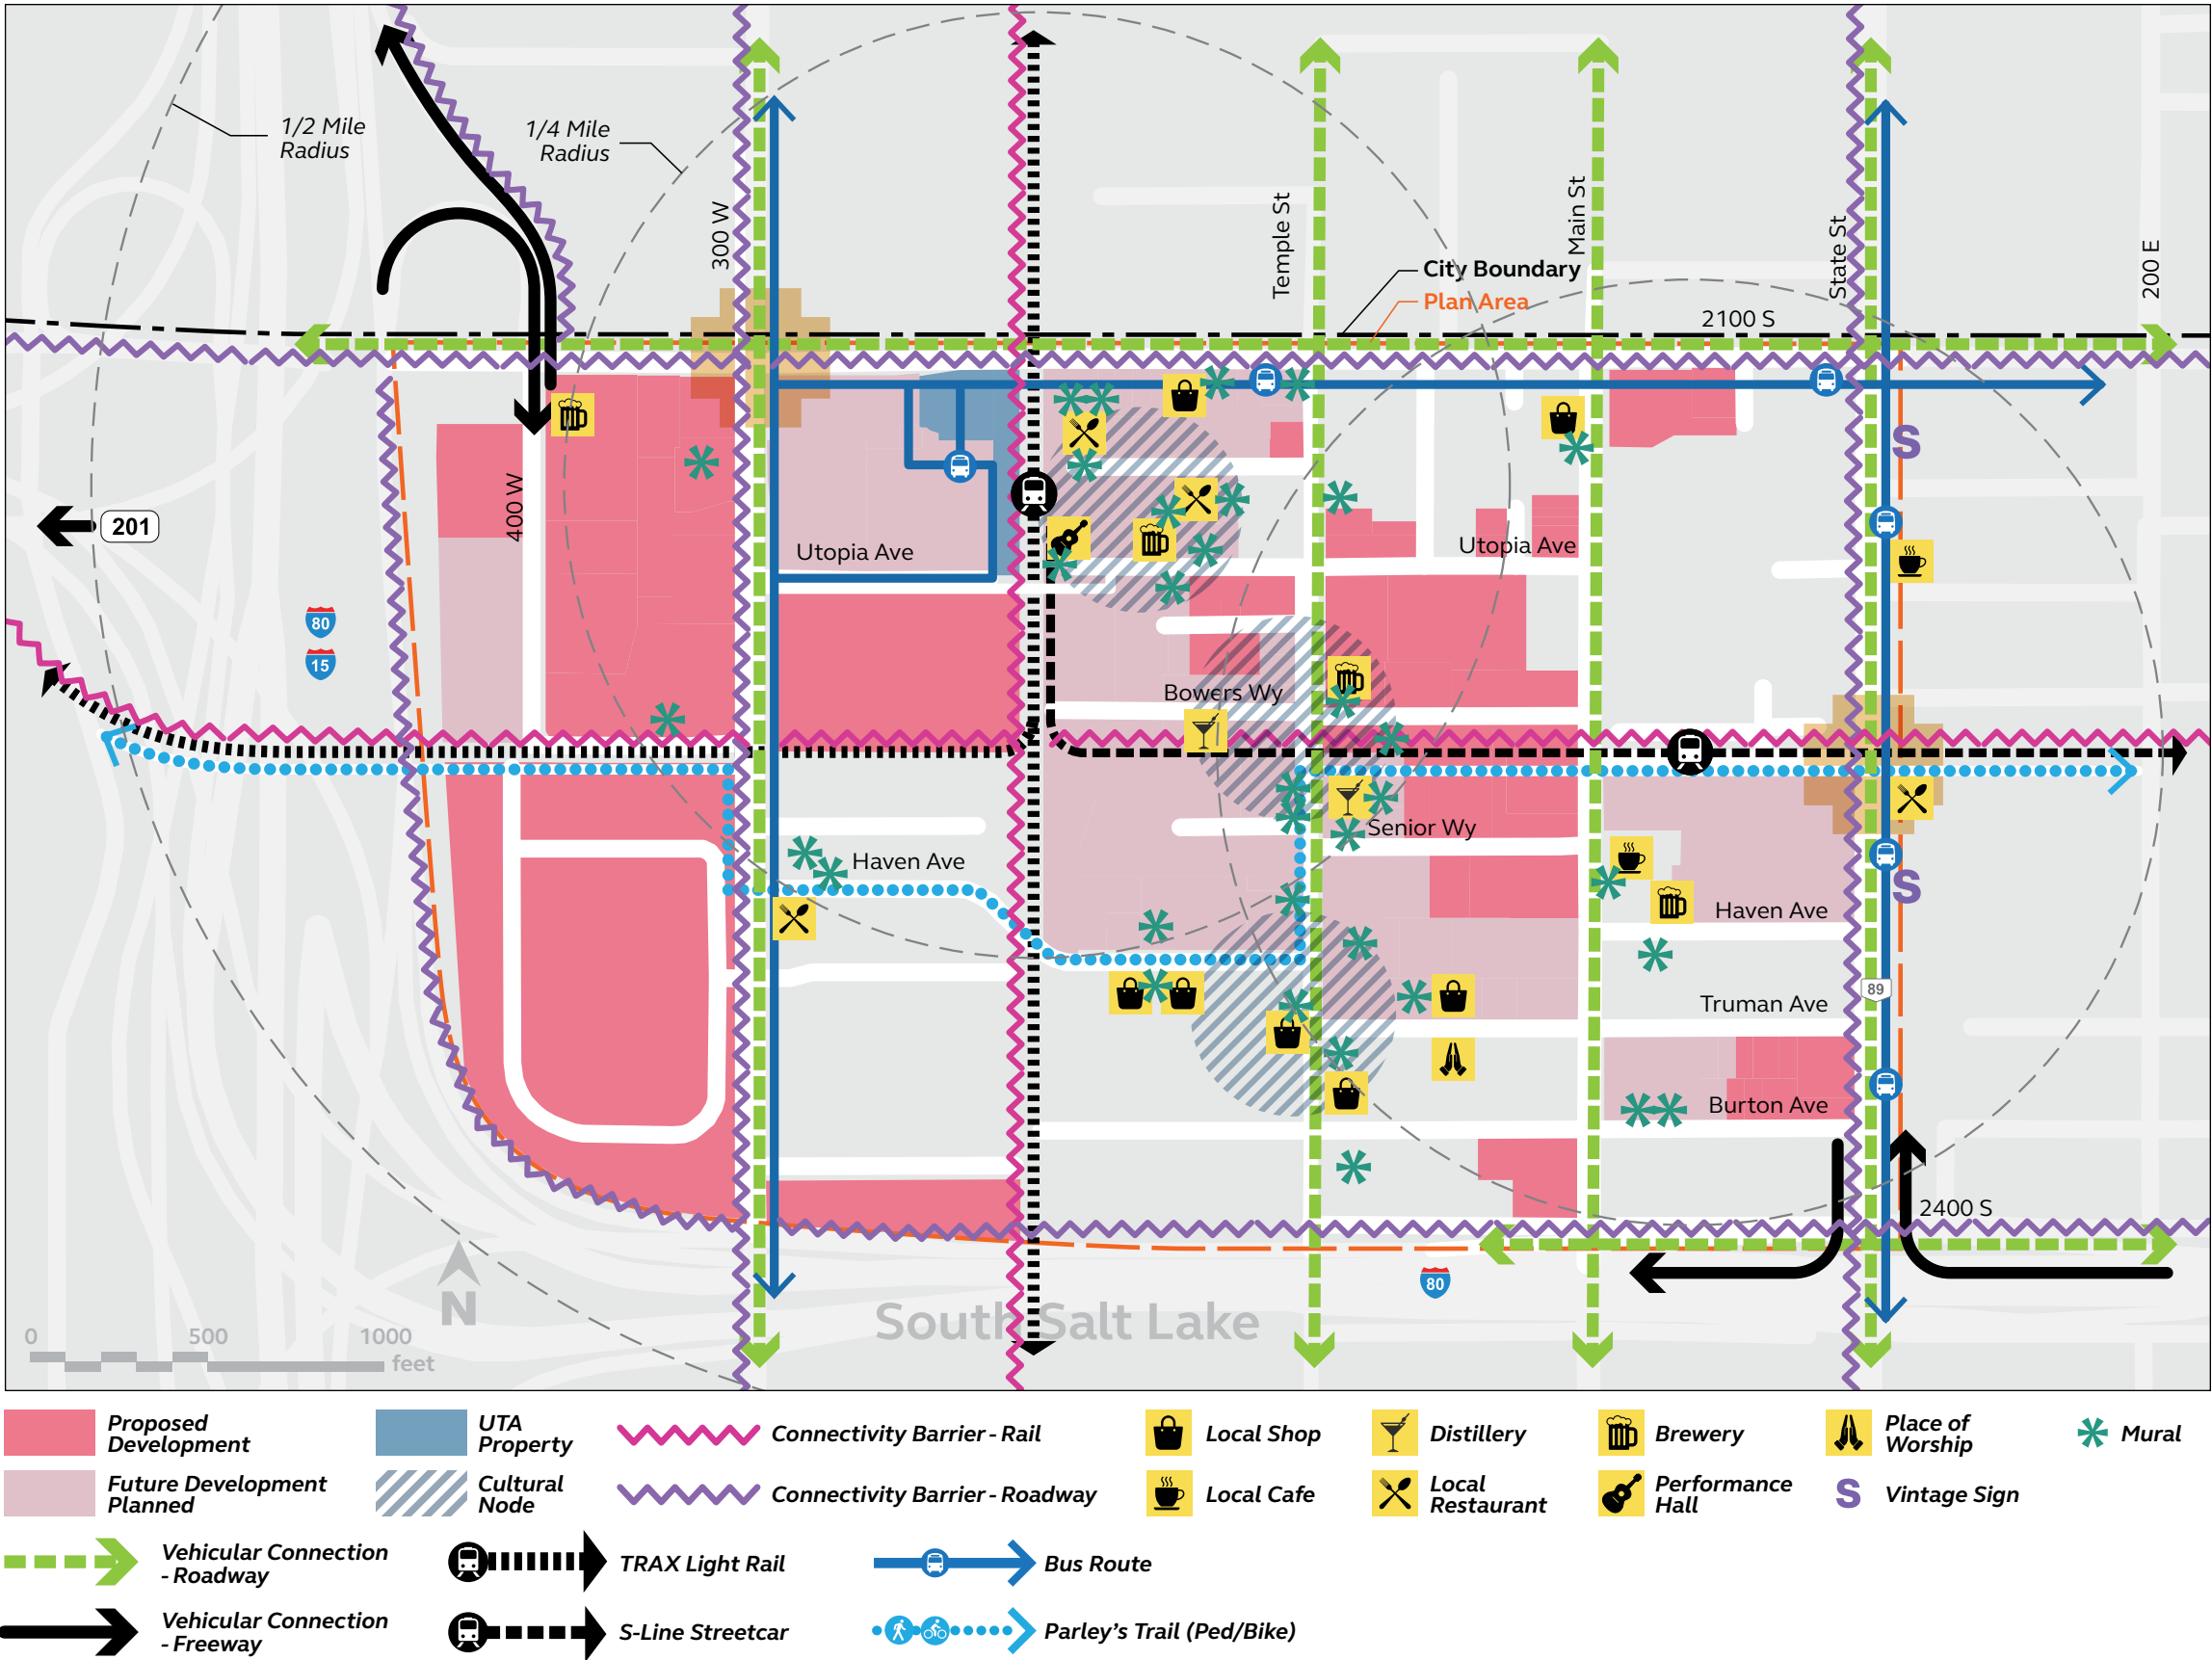 1/2 Mile
Radius
1/4 Mile
Radius
300 W
Temple St
Main St
State St
200 E
City Boundary
Plan Area
2100 S
S
400 W
201
Utopia Ave
Utopia Ave
80
15
Bowers Wy
Senior Wy
Haven Ave
S
Haven Ave
89
Truman Ave
Burton Ave
2400 S
80
N
South Salt Lake
0 500 1000
feet
Proposed
Development
UTA
Property
Connectivity Barrier - Rail
Local Shop
Distillery
Brewery
Place of
Worship
Mural
Future Development
Planned
Cultural
Node
Connectivity Barrier - Roadway
Local Cafe
Local
Restaurant
Performance
Hall
S
Vintage Sign
Vehicular Connection
- Roadway
TRAX Light Rail
Bus Route
Vehicular Connection
- Freeway
S-Line Streetcar
Parley's Trail (Ped/Bike)